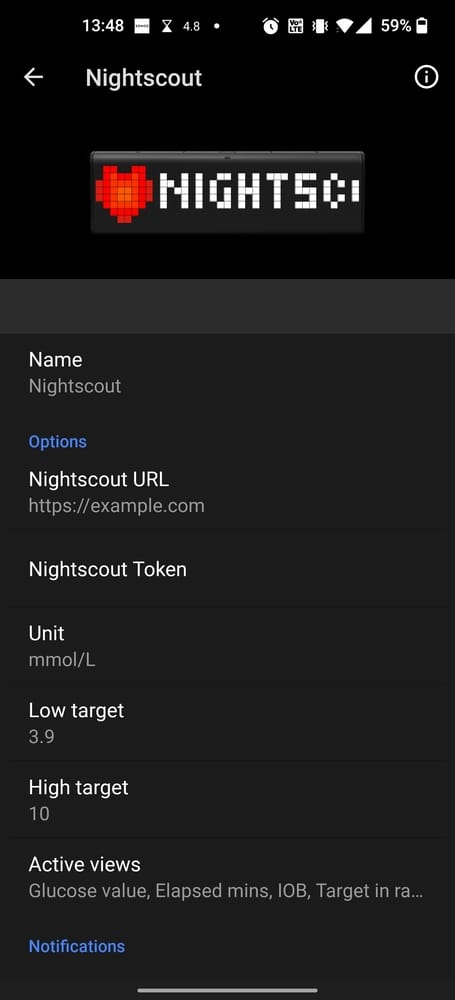 13:48 4.8 59%
Nightscout
NIGHTSC
Name
Nightscout
Options
Nightscout URL
https://example.com
Nightscout Token
Unit
mmol/L
Low target
3.9
High target
10
Active views
Glucose value, Elapsed mins, IOB, Target in ra...
Notifications